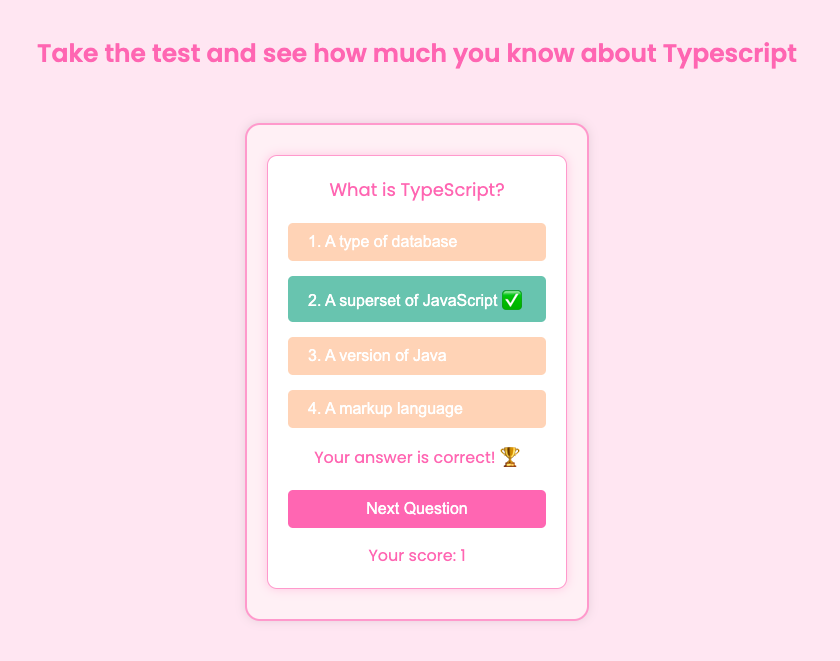 Take the test and see how much you know about Typescript
What is TypeScript?
1. A type of database
2. A superset of JavaScript ✅
3. A version of Java
4. A markup language
Your answer is correct! 🏆
Next Question
Your score: 1